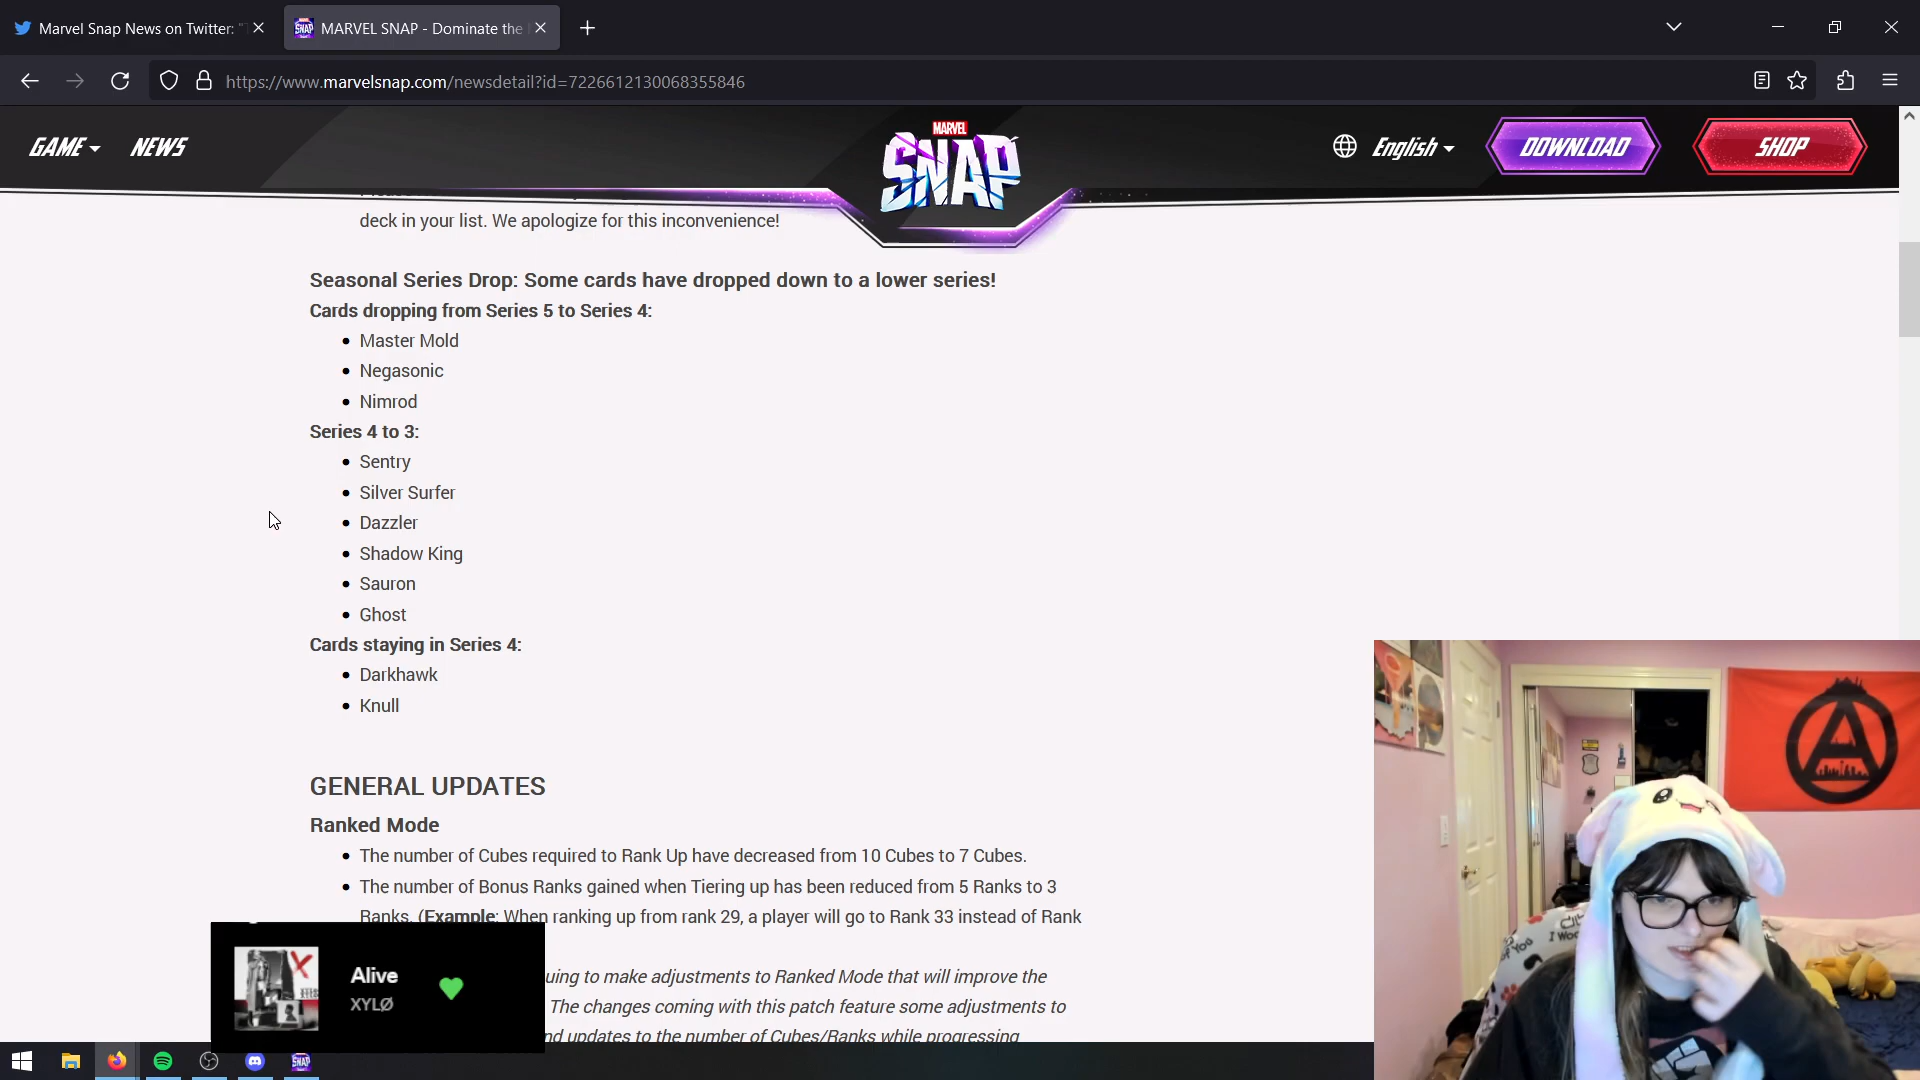 Marvel Snap News on Twitter: "
MARVEL SNAP - Dominate the
https://www.marvelsnap.com/newsdetail?id=7226612130068355846
GAME
NEWS
MARVEL
SNAP
English
DOWNLOAD
SHOP
deck in your list. We apologize for this inconvenience!
Seasonal Series Drop: Some cards have dropped down to a lower series!
Cards dropping from Series 5 to Series 4:
Master Mold
Negasonic
Nimrod
Series 4 to 3:
Sentry
Silver Surfer
Dazzler
Shadow King
Sauron
Ghost
Cards staying in Series 4:
Darkhawk
Knull
GENERAL UPDATES
Ranked Mode
The number of Cubes required to Rank Up have decreased from 10 Cubes to 7 Cubes.
The number of Bonus Ranks gained when Tiering up has been reduced from 5 Ranks to 3
Ranks. (Example: When ranking up from rank 29, a player will go to Rank 33 instead of Rank
uing to make adjustments to Ranked Mode that will improve the
The changes coming with this patch feature some adjustments to
nd updates to the number of Cubes/Ranks while progressing
Alive
XYLØ